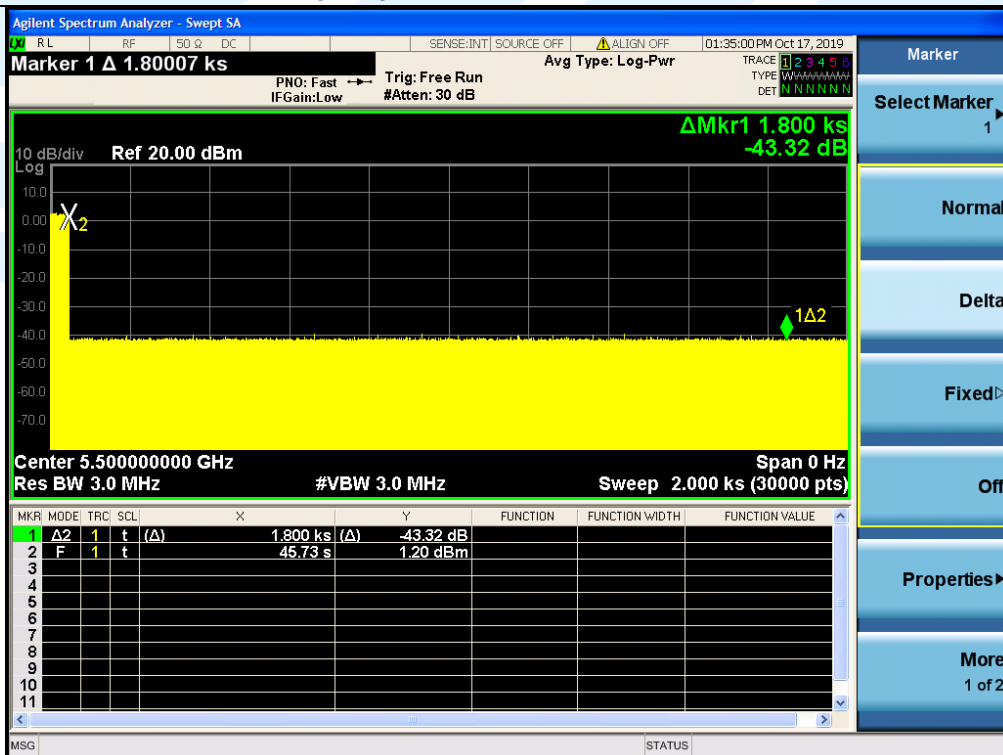 Agilent Spectrum Analyzer - Swept SA
LXI RL RF 50 Ω DC SENSE:INT SOURCE OFF ALIGN OFF 01:35:00 PM Oct 17, 2019
Marker 1 Δ 1.80007 ks
PNO: Fast
IFGain:Low
Trig: Free Run
#Atten: 30 dB
Avg Type: Log-Pwr
TRACE 1 2 3 4 5 6
TYPE WWWWWW
DET N N N N N N
ΔMkr1 1.800 ks
-43.32 dB
10 dB/div Ref 20.00 dBm
Log
10.0
0.00
-10.0
-20.0
-30.0
-40.0
-50.0
-60.0
-70.0
X2
1Δ2
Center 5.500000000 GHz Span 0 Hz
Res BW 3.0 MHz #VBW 3.0 MHz Sweep 2.000 ks (30000 pts)
MKR MODE TRC SCL X Y FUNCTION FUNCTION WIDTH FUNCTION VALUE
1 Δ2 1 t (Δ) 1.800 ks (Δ) -43.32 dB
2 F 1 t 45.73 s 1.20 dBm
3
4
5
6
7
8
9
10
11
MSG STATUS
Marker
Select Marker
1
Normal
Delta
Fixed
Off
Properties
More
1 of 2